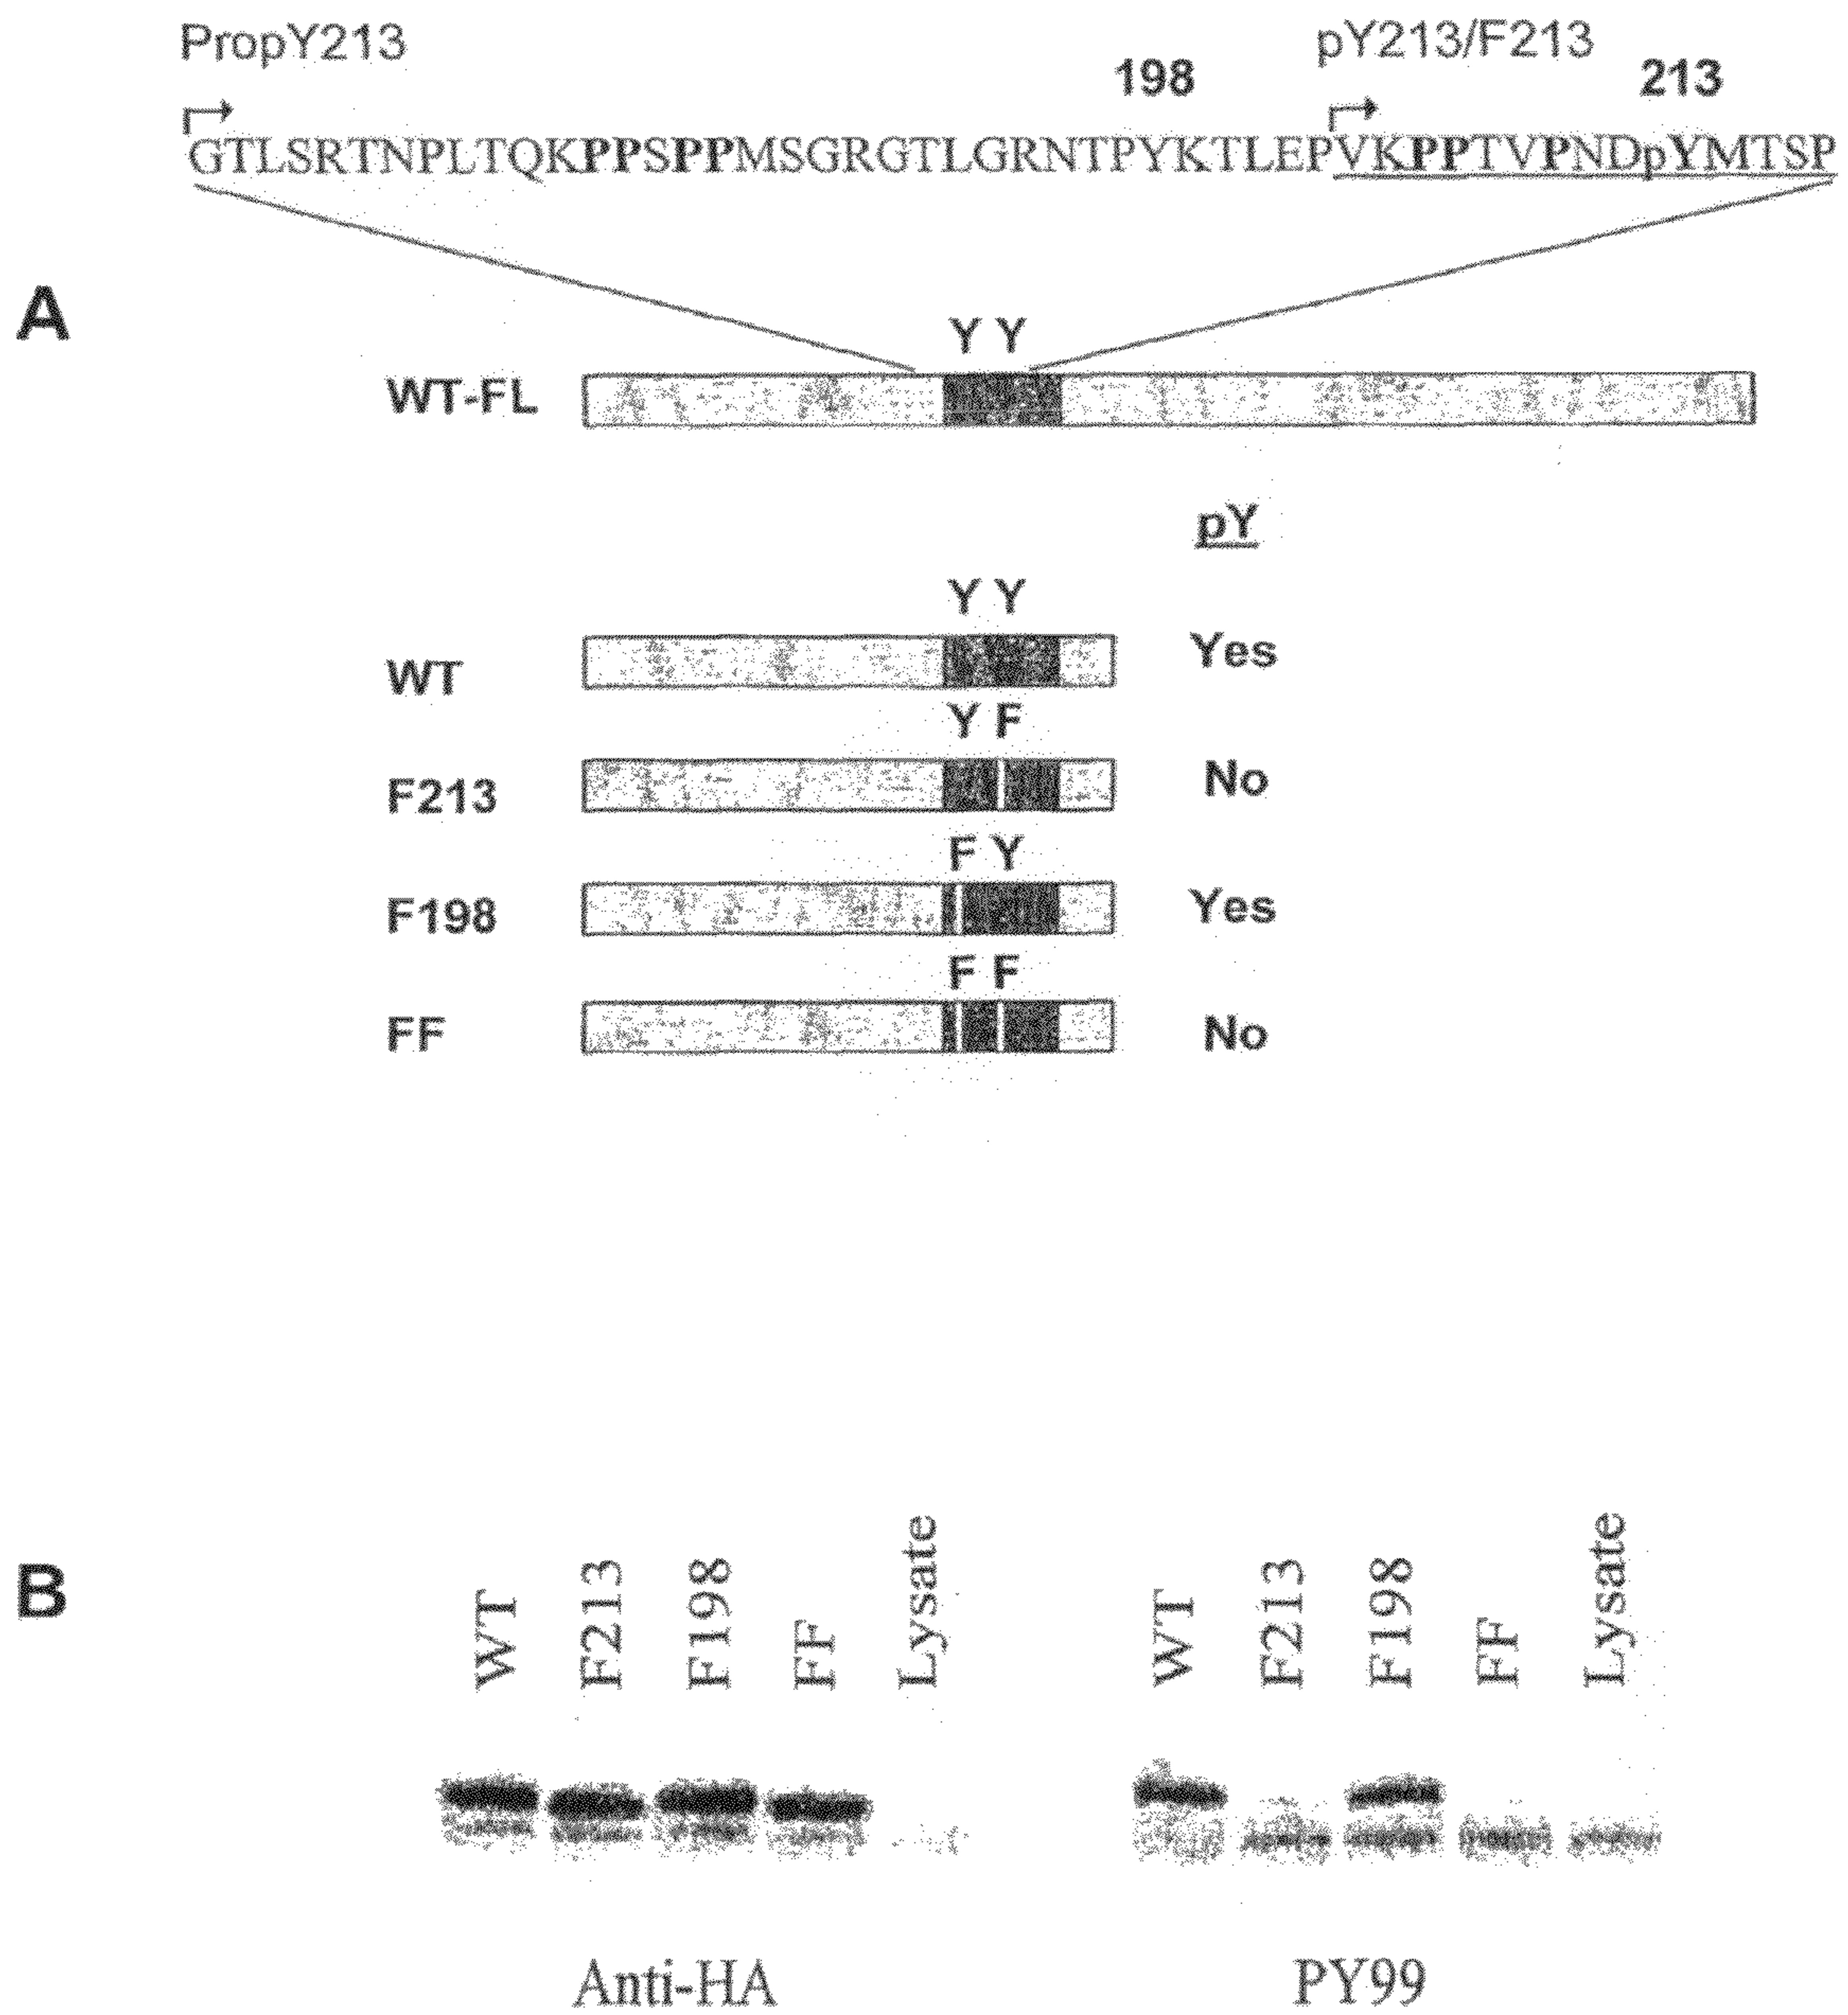 PropY213
pY213/F213
198
213
GTLSRTNPLTQKPPSPPMSGRGTLGRNTPYKTLEPVKPPTVPNDpYMTSP
A
Y Y
WT-FL
pY
Y Y
WT
Yes
Y F
F213
No
F Y
F198
Yes
F F
FF
No
B
WT
F213
F198
FF
Lysate
WT
F213
F198
FF
Lysate
Anti-HA
PY99